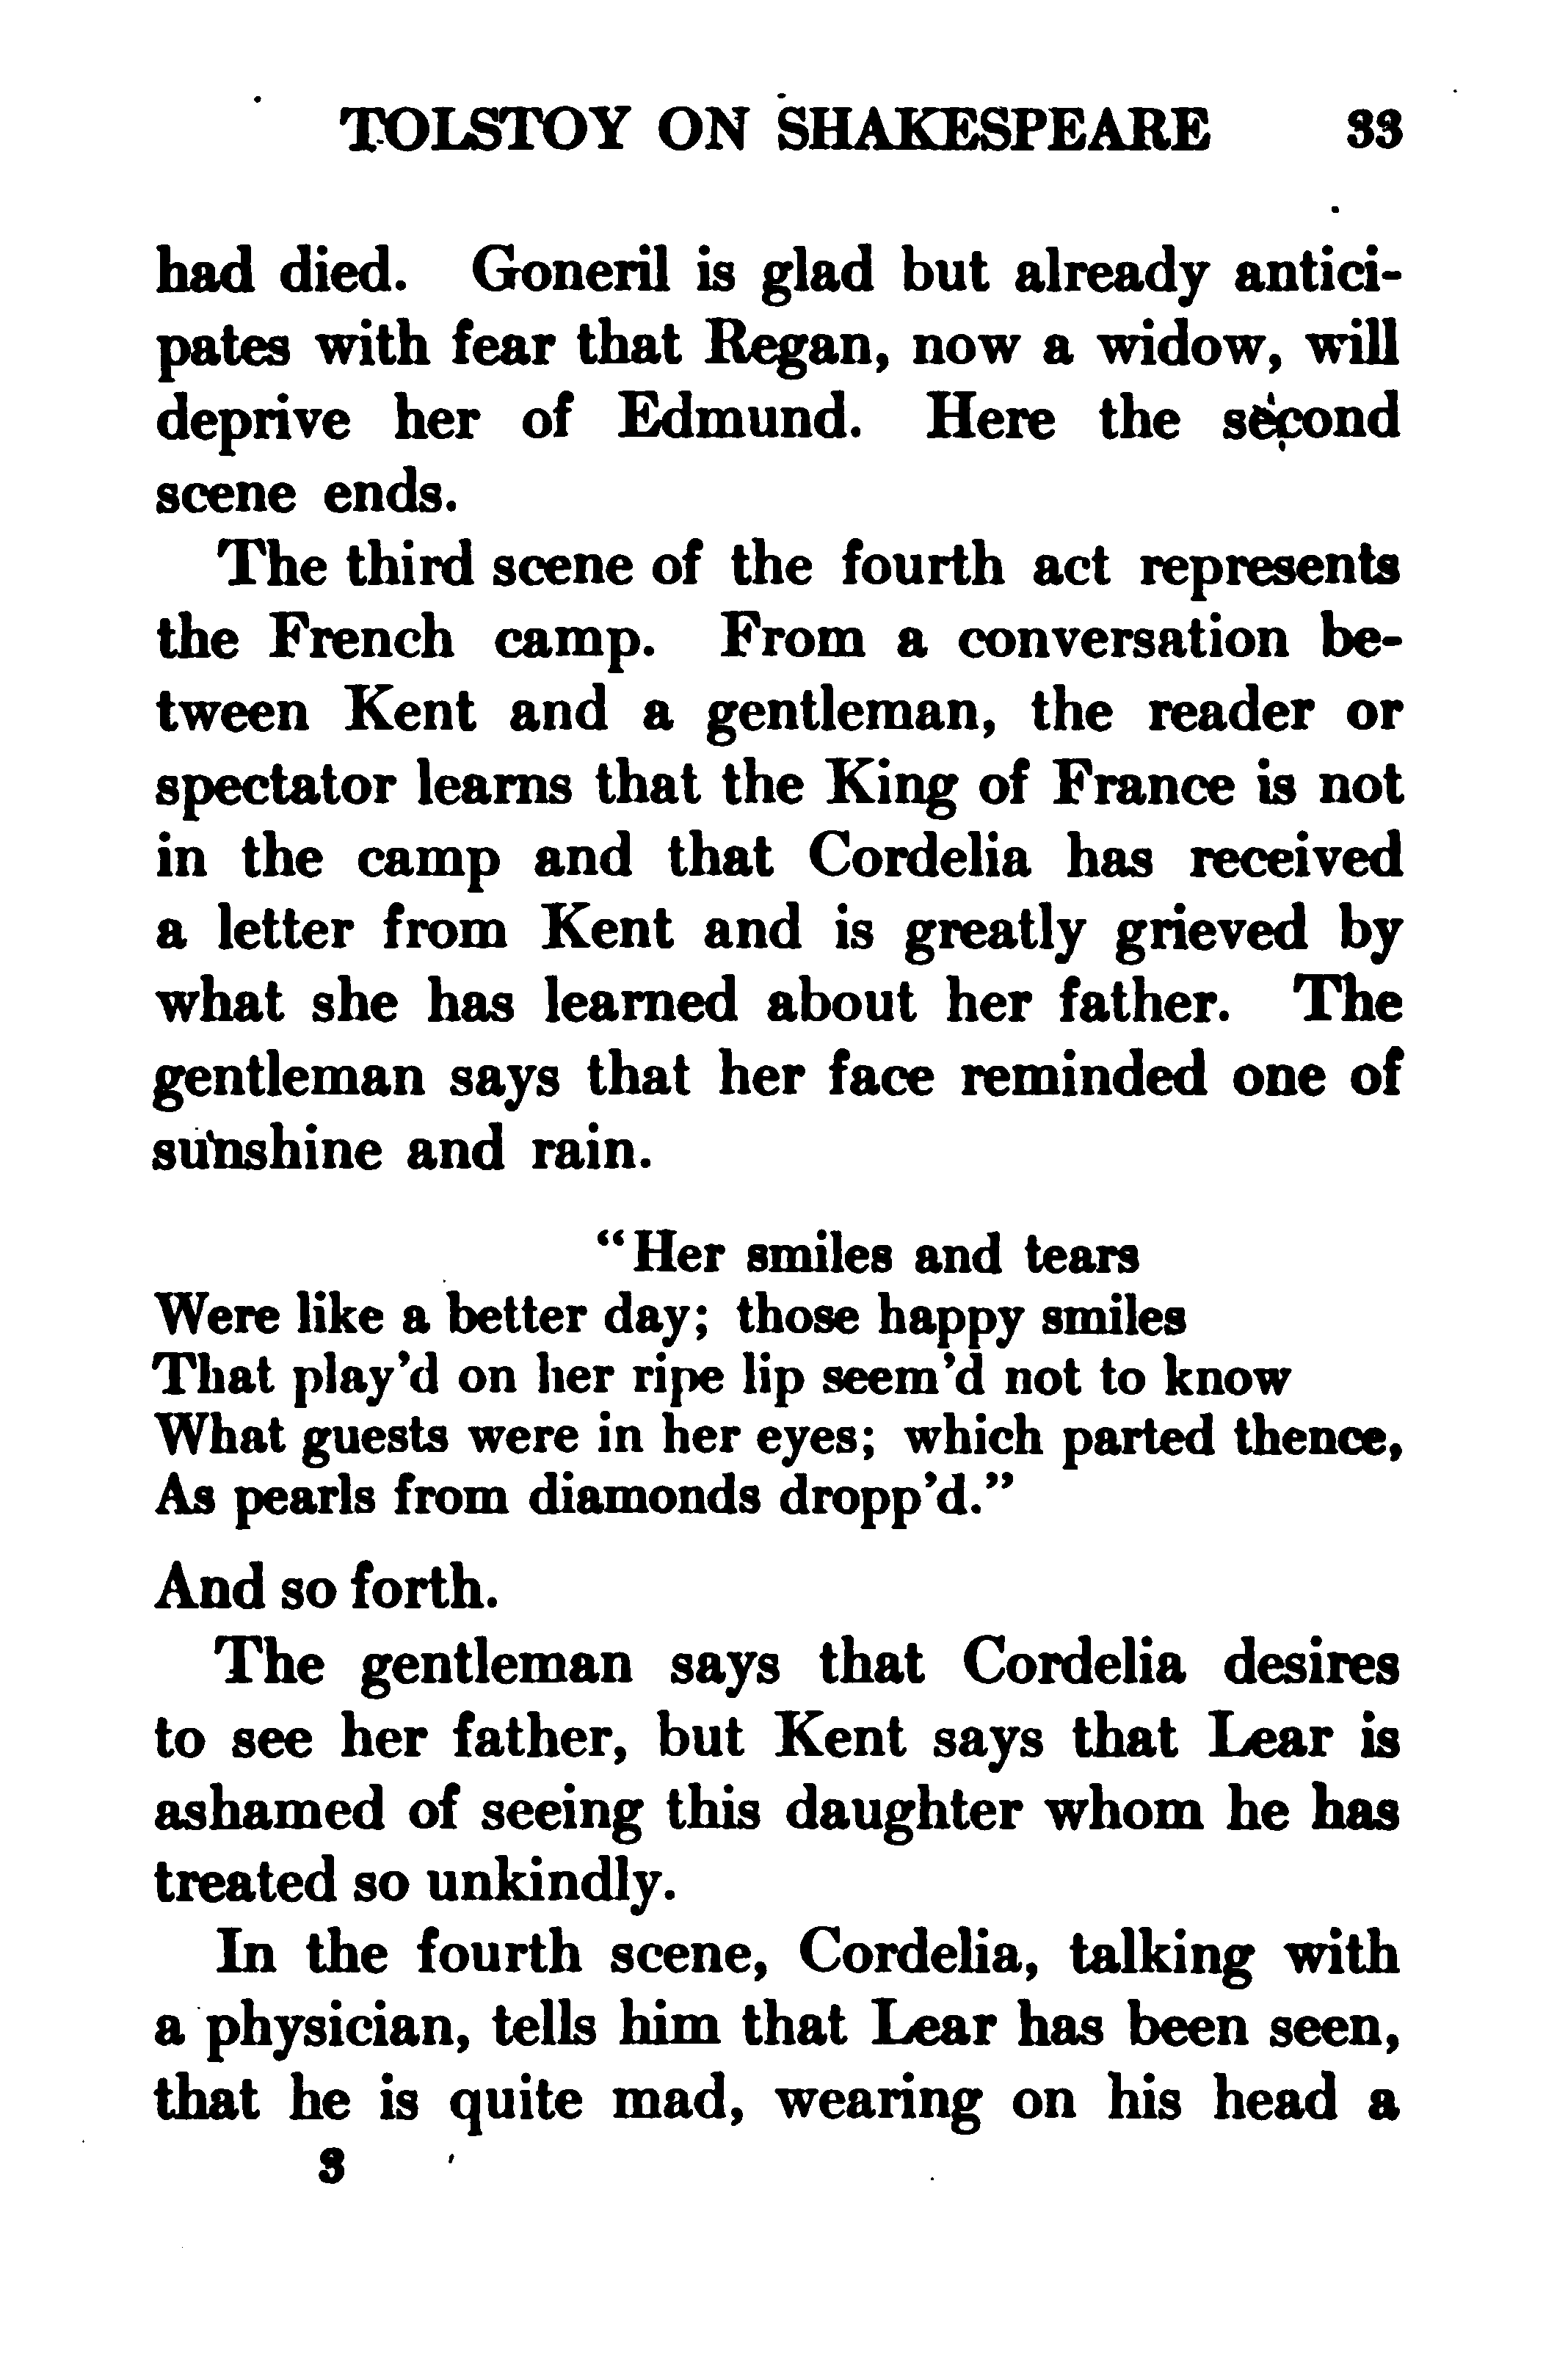 TOLSTOY ON SHAKESPEARE 33
had died. Goneril is glad but already antici-
pates with fear that Regan, now a widow, will
deprive her of Edmund. Here the second
scene ends.
The third scene of the fourth act represents
the French camp. From a conversation be-
tween Kent and a gentleman, the reader or
spectator learns that the King of France is not
in the camp and that Cordelia has received
a letter from Kent and is greatly grieved by
what she has learned about her father. The
gentleman says that her face reminded one of
sunshine and rain.
“Her smiles and tears
Were like a better day; those happy smiles
That play’d on her ripe lip seem’d not to know
What guests were in her eyes; which parted thence,
As pearls from diamonds dropp’d.”
And so forth.
The gentleman says that Cordelia desires
to see her father, but Kent says that Lear is
ashamed of seeing this daughter whom he has
treated so unkindly.
In the fourth scene, Cordelia, talking with
a physician, tells him that Lear has been seen,
that he is quite mad, wearing on his head a
3